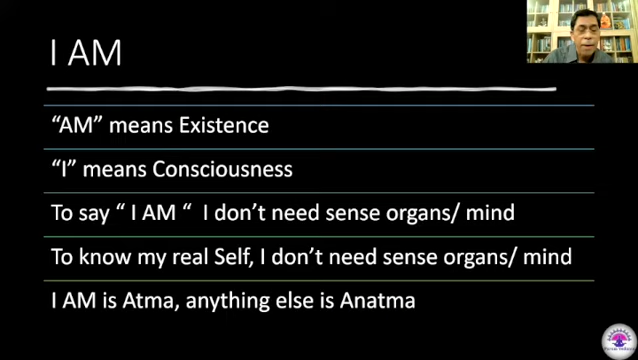 I AM
“AM” means Existence
“I” means Consciousness
To say “ I AM “ I don’t need sense organs/ mind
To know my real Self, I don’t need sense organs/ mind
I AM is Atma, anything else is Anatma